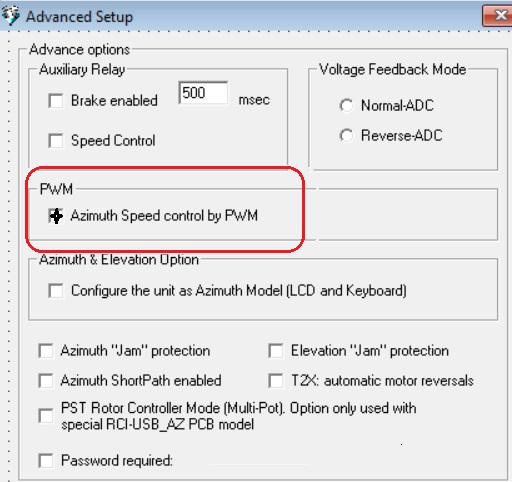 Advanced Setup
Advance options
Auxiliary Relay
Brake enabled 500 msec
Speed Control
Voltage Feedback Mode
Normal-ADC
Reverse-ADC
PWM
Azimuth Speed control by PWM
Azimuth & Elevation Option
Configure the unit as Azimuth Model (LCD and Keyboard)
Azimuth "Jam" protection
Elevation "Jam" protection
Azimuth ShortPath enabled
T2X: automatic motor reversals
PST Rotor Controller Mode (Multi-Pot). Option only used with
special RCI-USB_AZ PCB model
Password required: